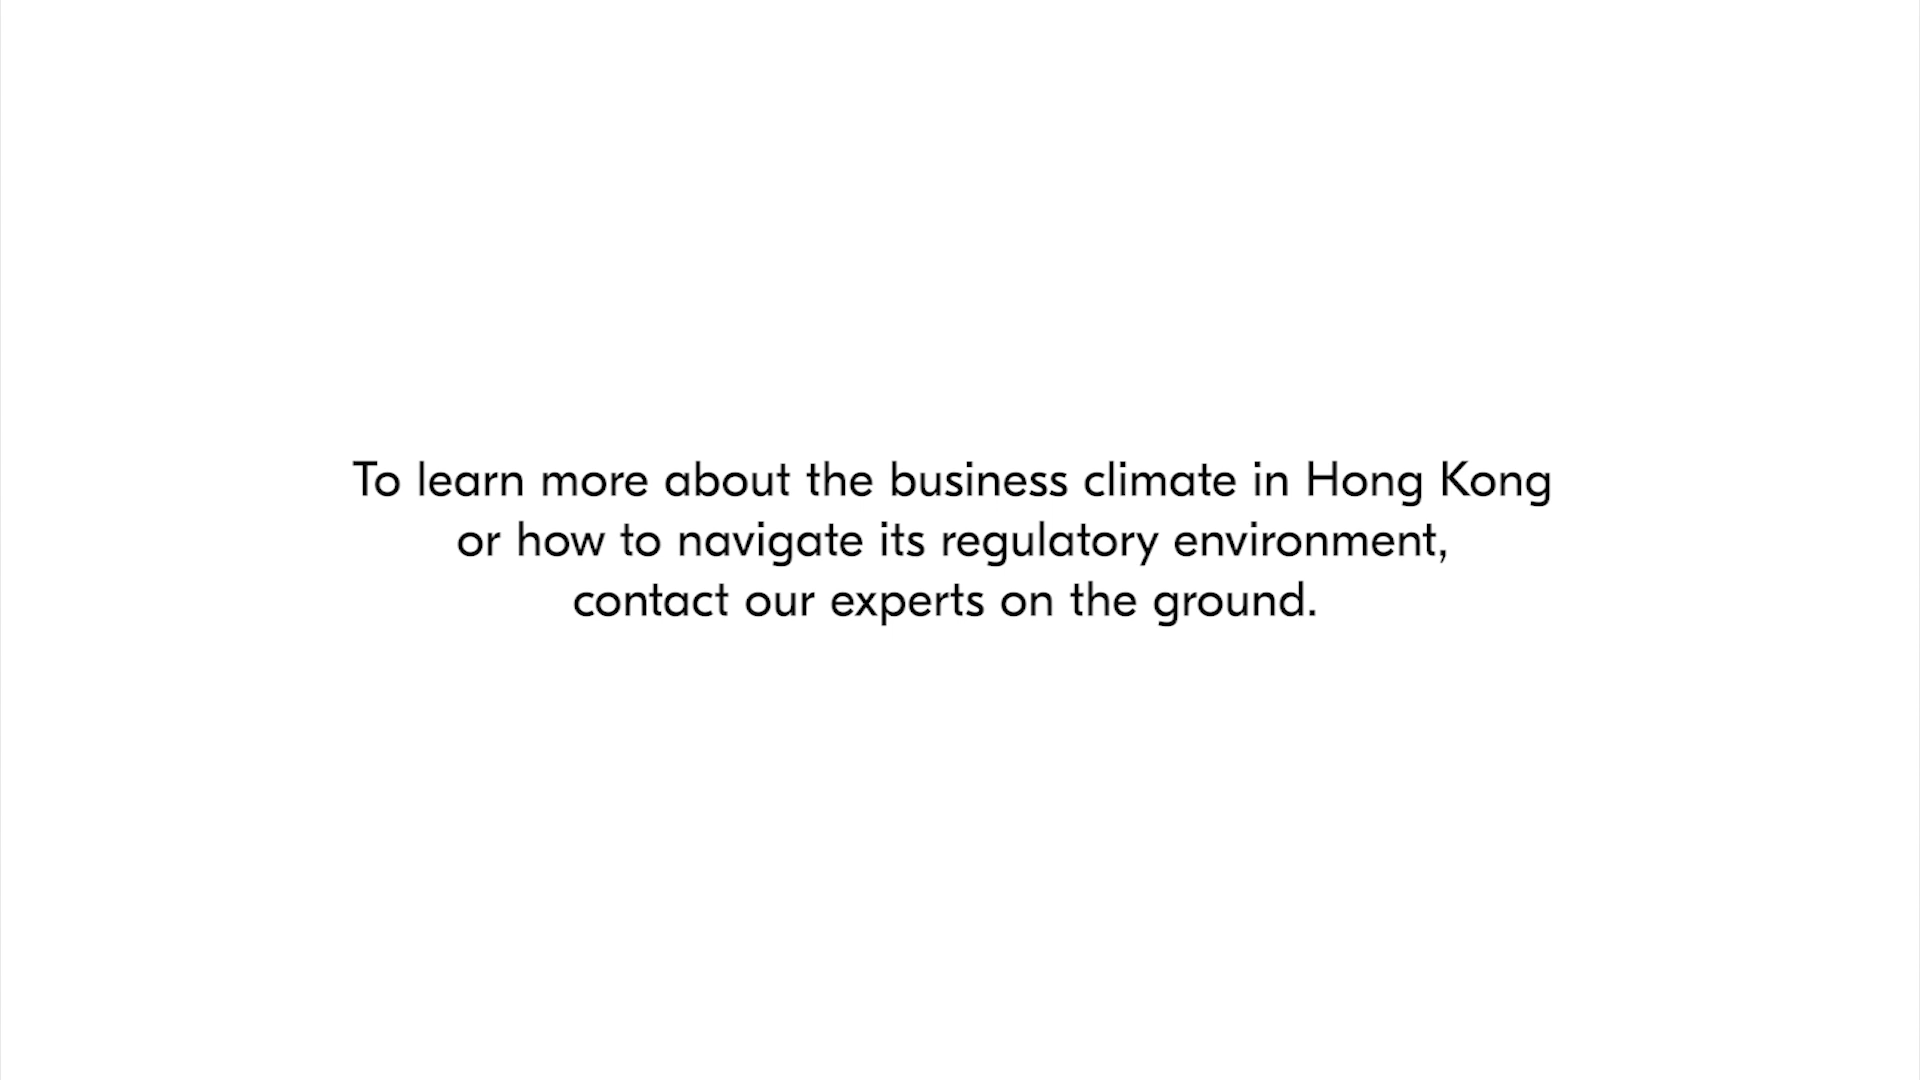 To learn more about the business climate in Hong Kong
or how to navigate its regulatory environment,
contact our experts on the ground.